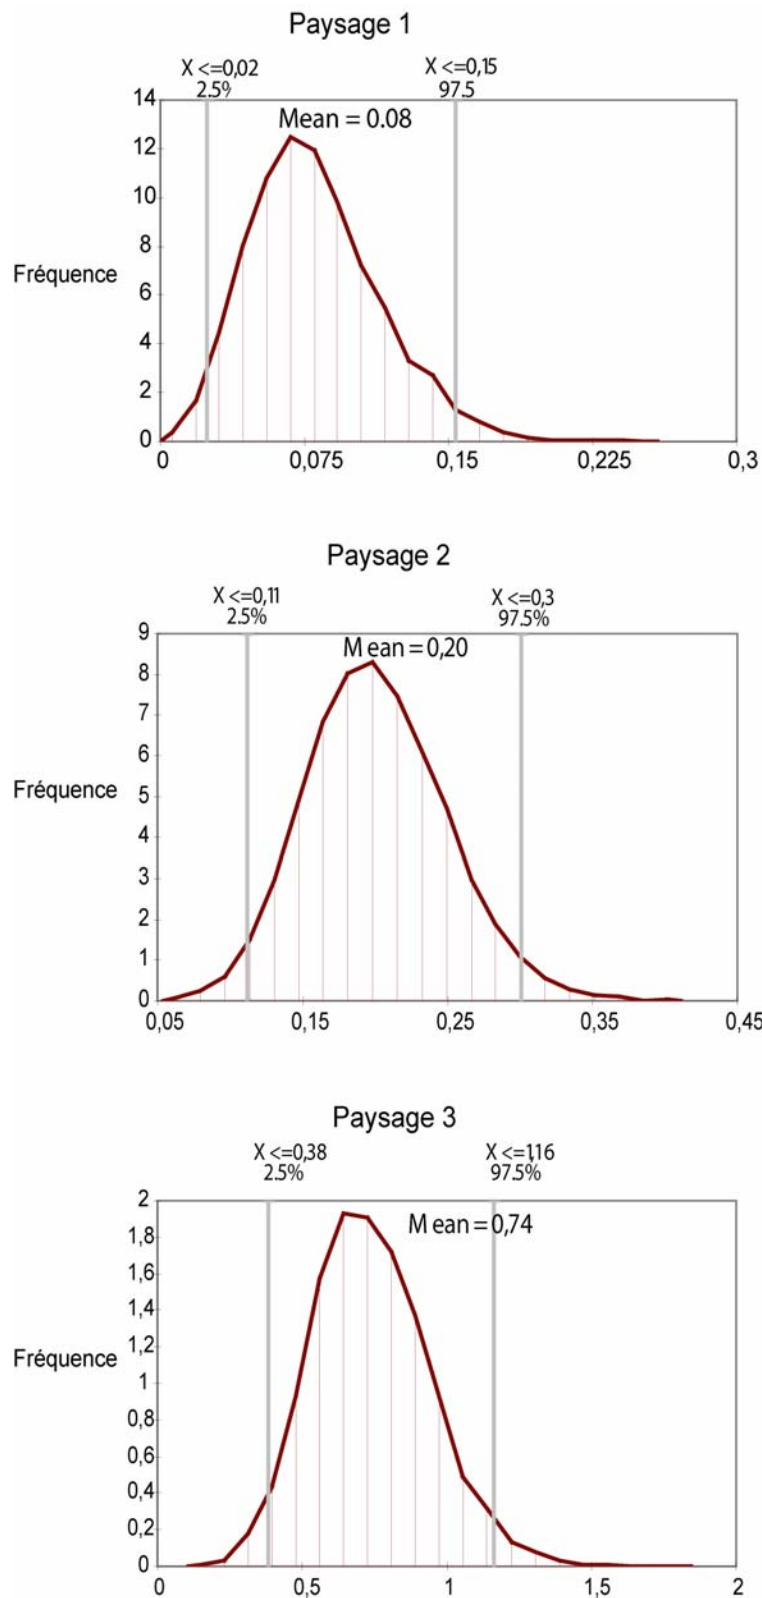 Paysage 1
X <=0,02 X <=0,15
2.5% 97.5
Mean = 0.08
14
12
10
8
6
4
2
0
Fréquence
0 0,075 0,15 0,225 0,3
Paysage 2
X <=0,11 X <=0,3
2.5% 97.5%
Mean = 0,20
9
8
7
6
5
4
3
2
1
0
Fréquence
0,05 0,15 0,25 0,35 0,45
Paysage 3
X <=0,38 X <=1,16
2.5% 97.5%
Mean = 0,74
2
1,8
1,6
1,4
1,2
1
0,8
0,6
0,4
0,2
0
Fréquence
0 0,5 1 1,5 2